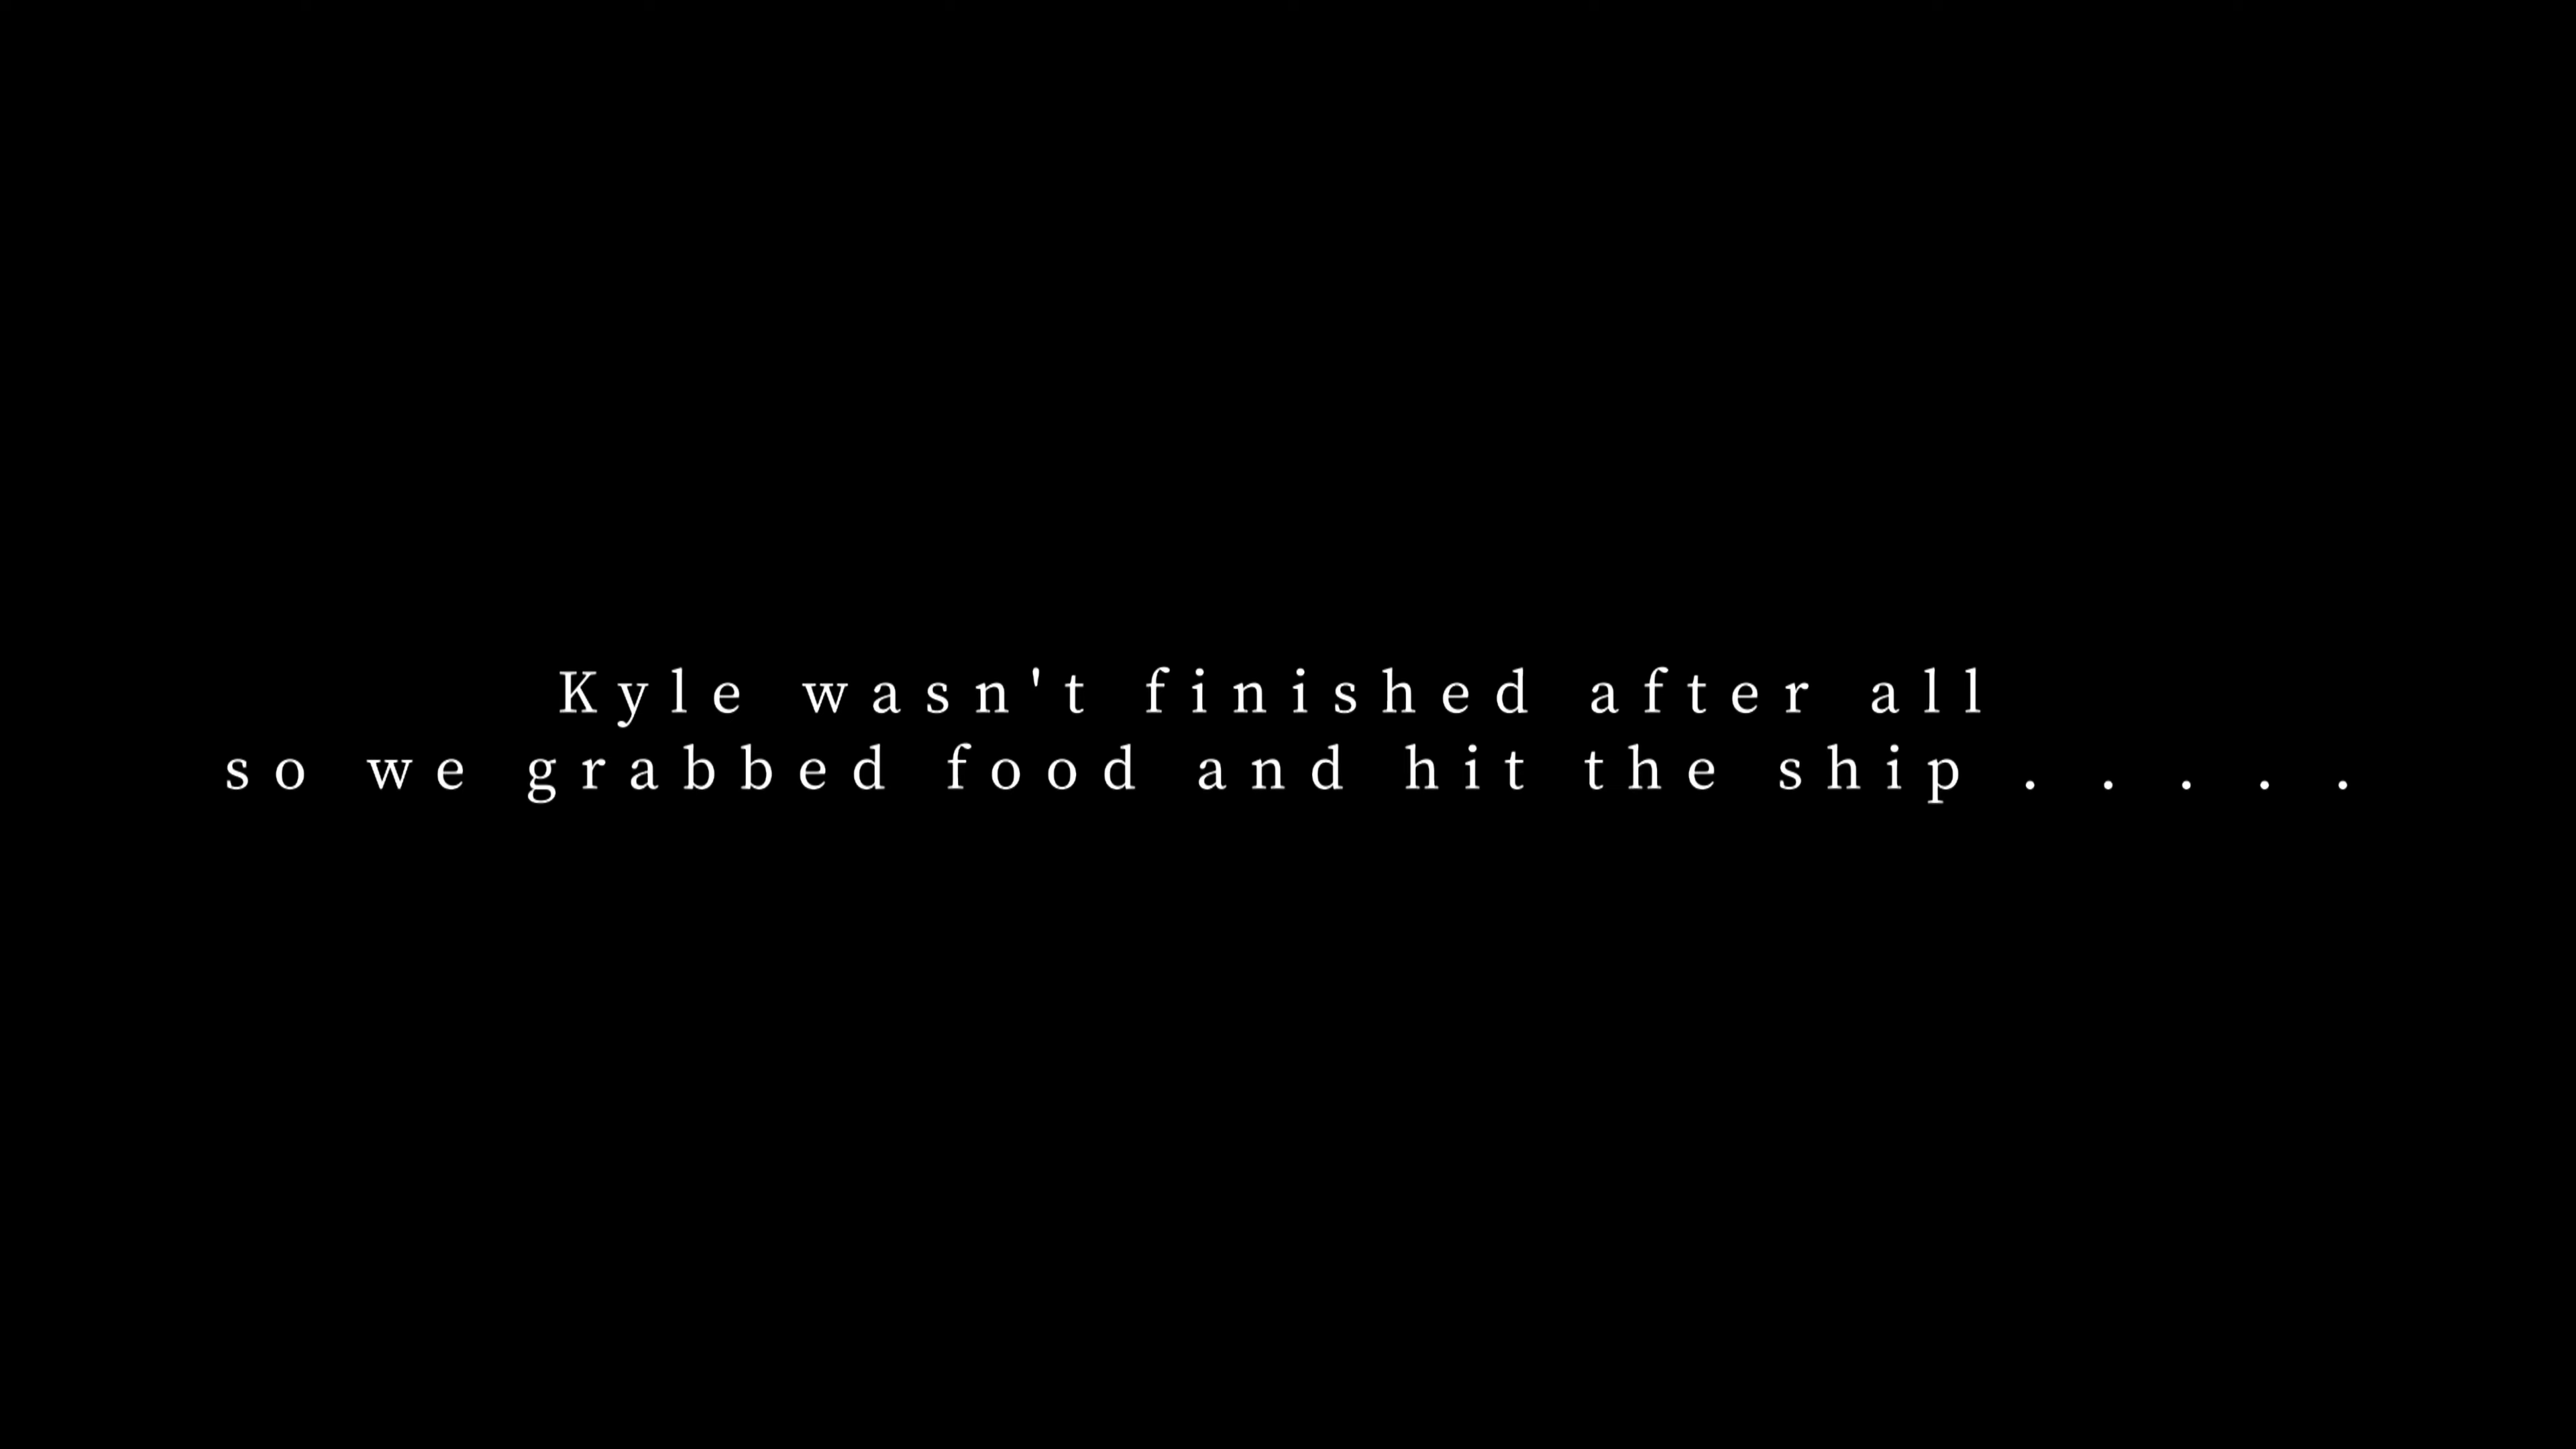 Kyle wasn't finished after all
so we grabbed food and hit the ship.....